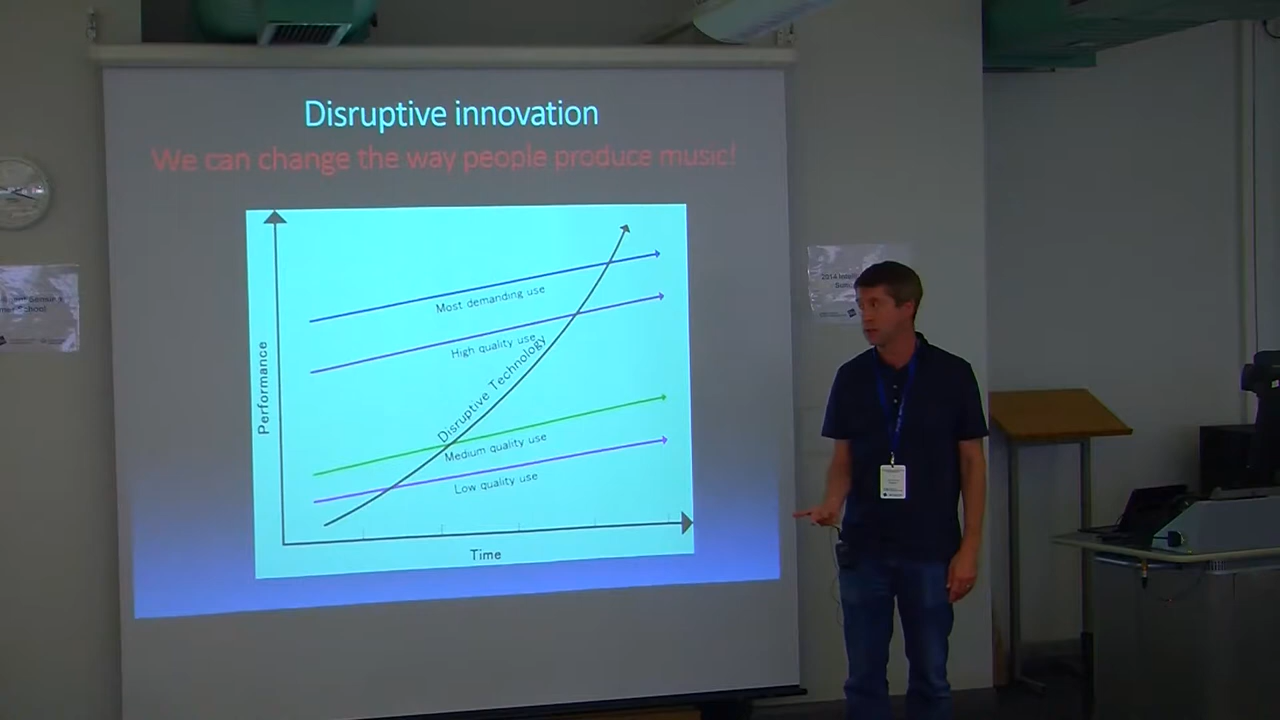 Disruptive innovation
We can change the way people produce music!
Most demanding use
High quality use
Disruptive Technology
Medium quality use
Low quality use
Performance
Time
2014
School